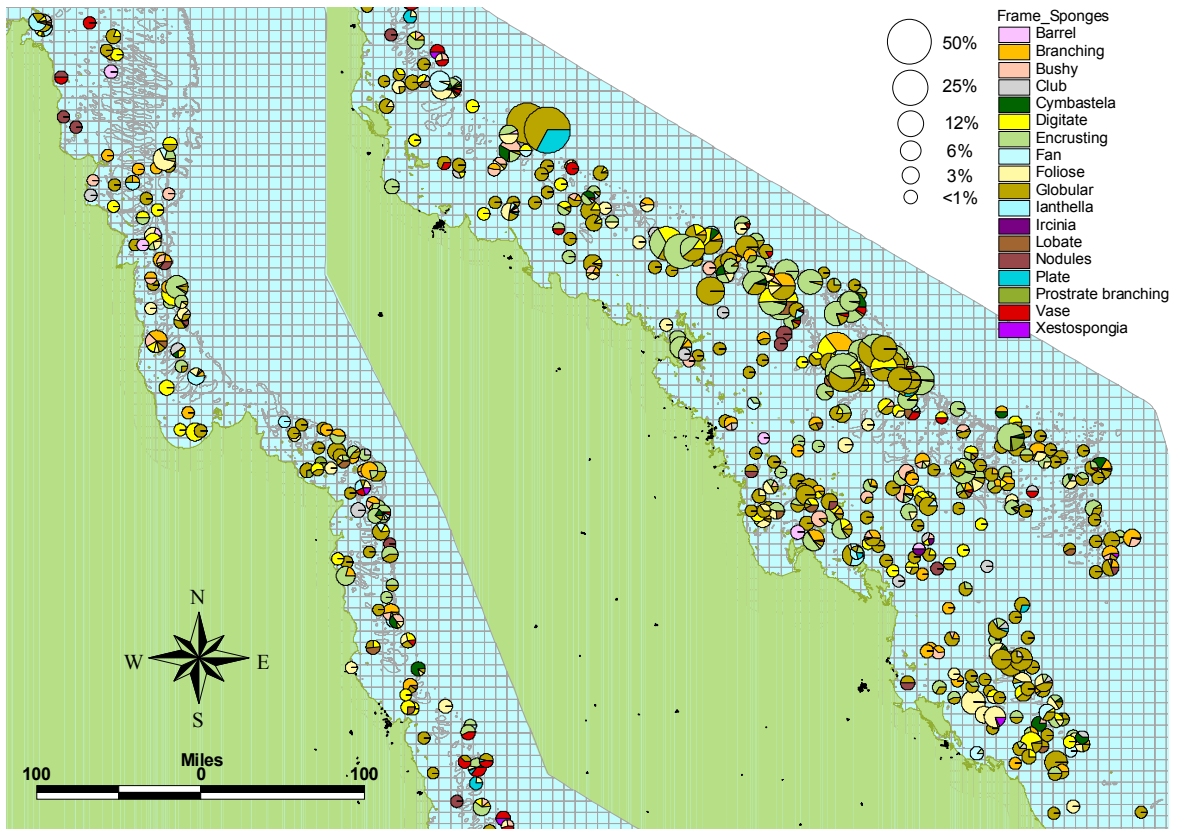 Frame_Sponges
50%
25%
12%
6%
3%
<1%
Barrel
Branching
Bushy
Club
Cymbastela
Digitate
Encrusting
Fan
Foliose
Globular
Ianthella
Ircinia
Lobate
Nodules
Plate
Prostrate branching
Vase
Xestospongia
N
W E
S
Miles
100 0 100